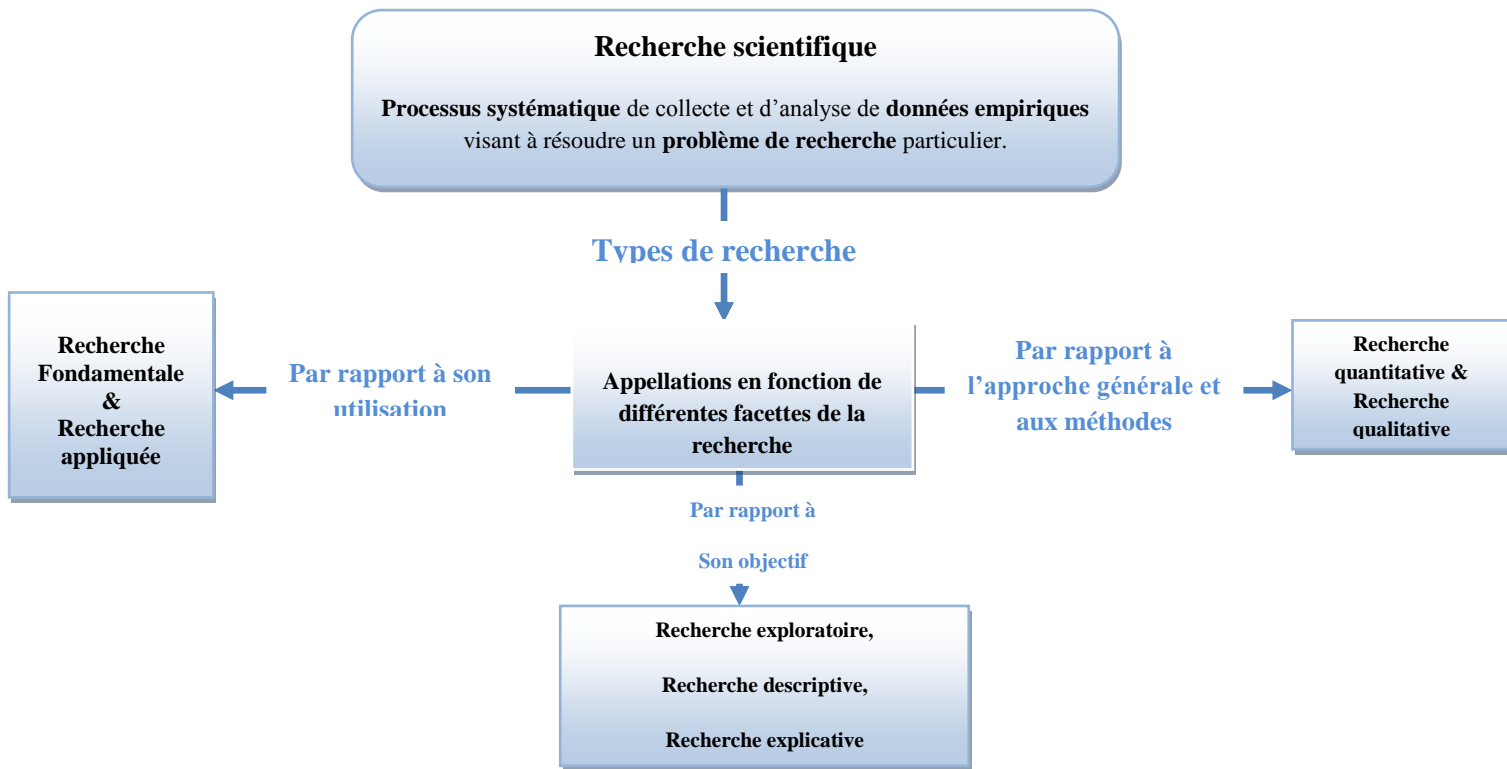 Recherche scientifique
Processus systématique de collecte et d'analyse de données empiriques
visant à résoudre un problème de recherche particulier.
Types de recherche
Recherche
Fondamentale
&
Recherche
appliquée
Par rapport à son
utilisation
Appellations en fonction de
différentes facettes de la
recherche
Par rapport à
l'approche générale et
aux méthodes
Recherche
quantitative &
Recherche
qualitative
Par rapport à
Son objectif
Recherche exploratoire,
Recherche descriptive,
Recherche explicative